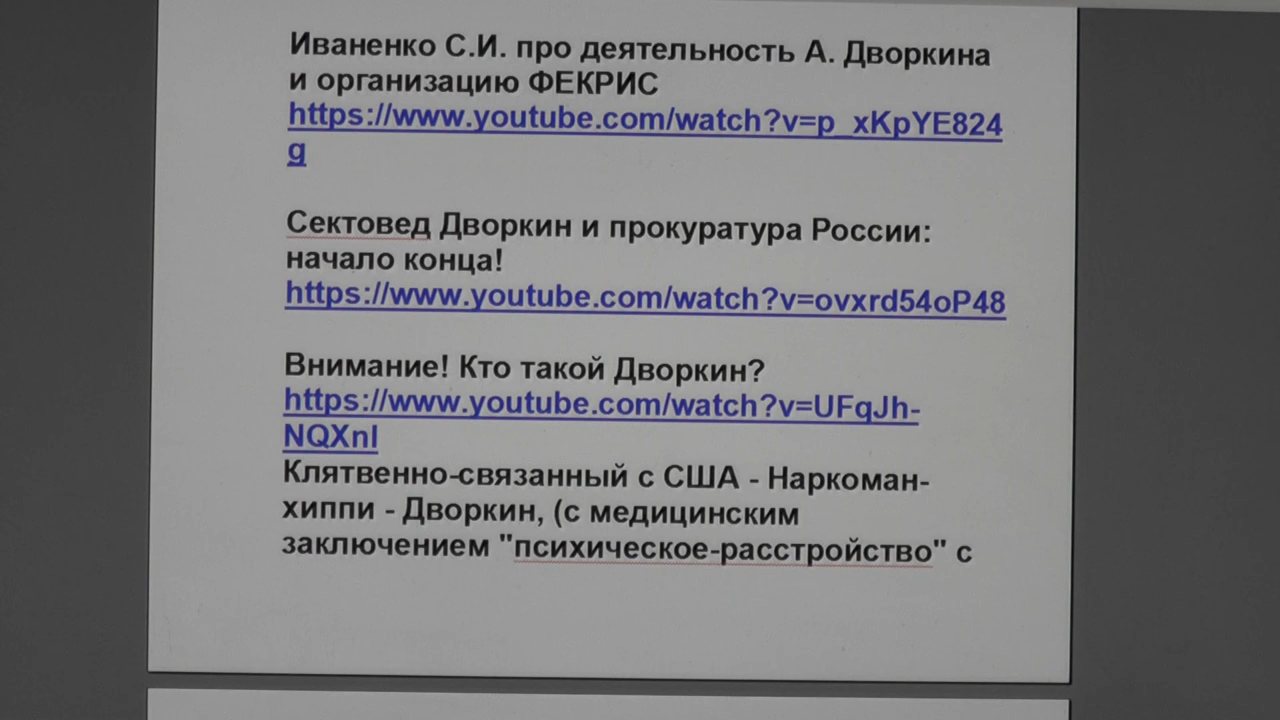 Иваненко С.И. про деятельность А. Дворкина
и организацию ФЕКРИС
https://www.youtube.com/watch?v=p_xKpYE824
g
Сектовед Дворкин и прокуратура России:
начало конца!
https://www.youtube.com/watch?v=ovxrd54oP48
Внимание! Кто такой Дворкин?
https://www.youtube.com/watch?v=UFqJh-
NQXnI
Клятвенно-связанный с США - Наркоман-
хиппи - Дворкин, (с медицинским
заключением "психическое-расстройство" с